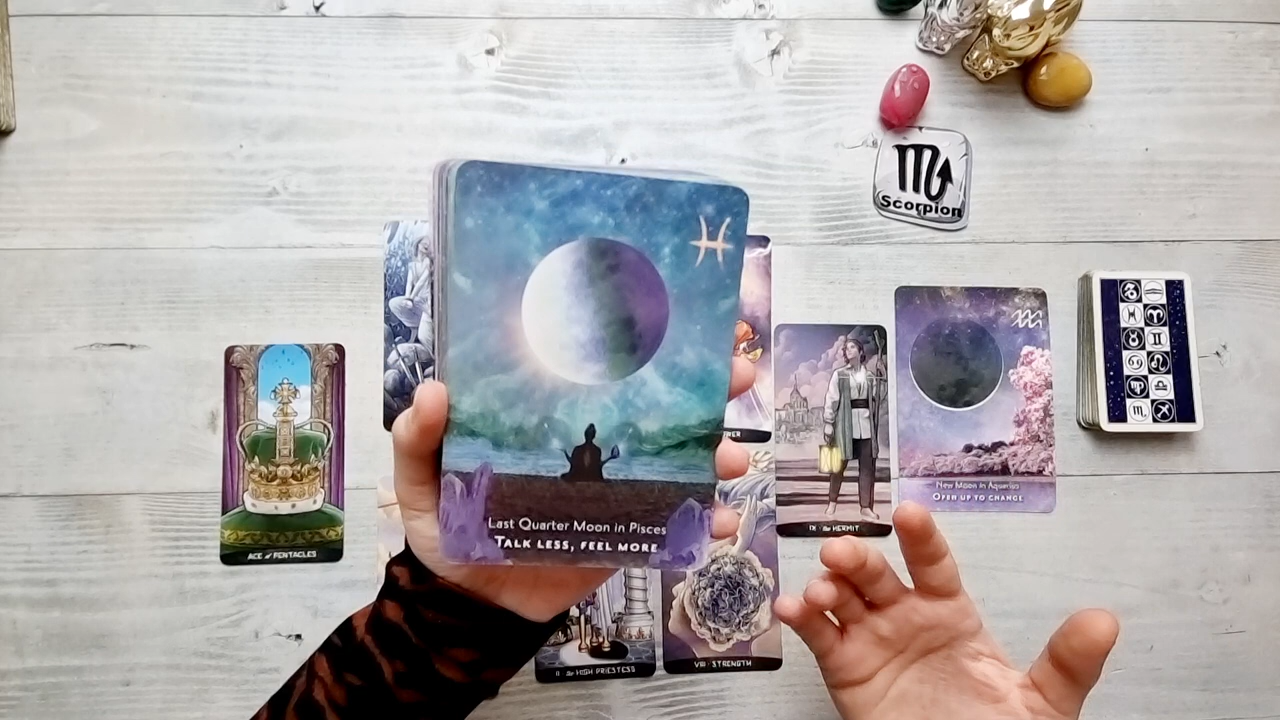 Scorpion
Last Quarter Moon in Pisces
TALK LESS, FEEL MORE
New Moon in Aquarius
OPEN UP TO CHANGE
IX · the HERMIT
ACE of PENTACLES
II · the HIGH PRIESTESS
VIII · STRENGTH